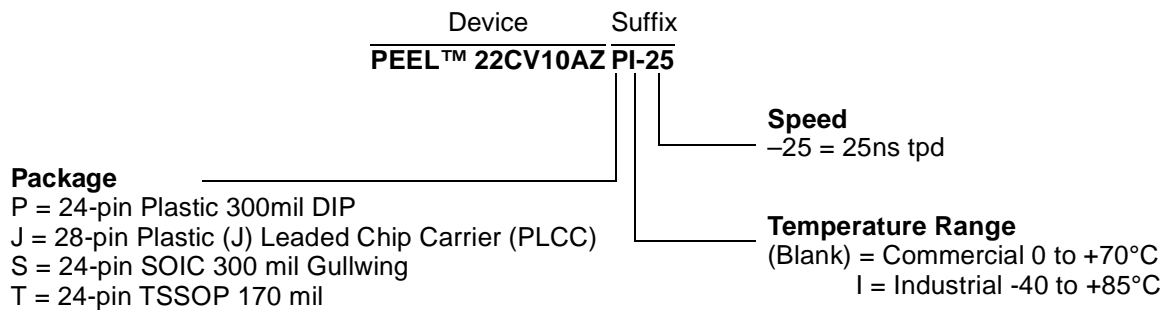 Device Suffix
PEEL™ 22CV10AZ PI-25
Speed
–25 = 25ns tpd
Package
P = 24-pin Plastic 300mil DIP
J = 28-pin Plastic (J) Leaded Chip Carrier (PLCC)
S = 24-pin SOIC 300 mil Gullwing
T = 24-pin TSSOP 170 mil
Temperature Range
(Blank) = Commercial 0 to +70°C
I = Industrial -40 to +85°C